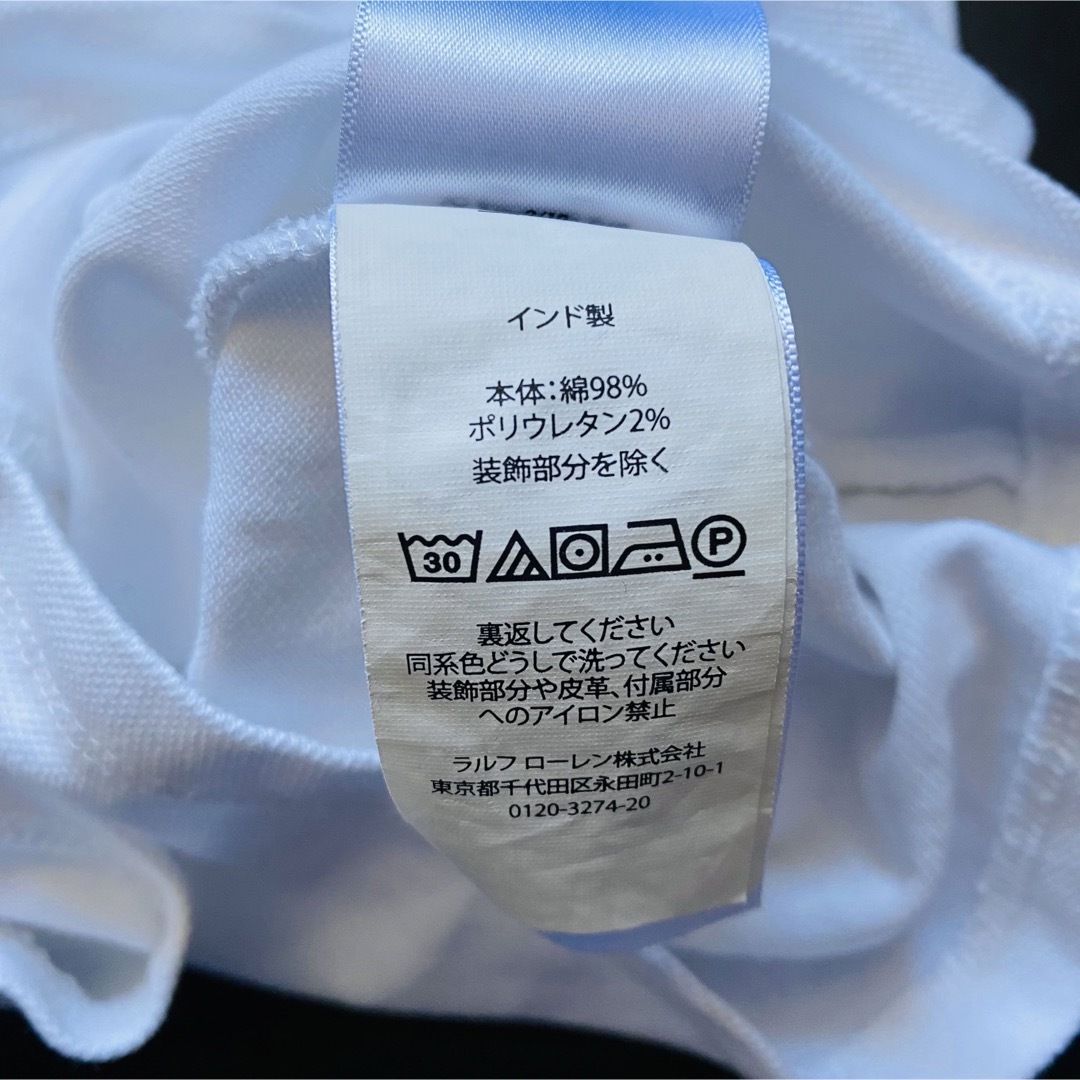 インド製
本体：綿98%
ポリウレタン2%
装飾部分を除く
30 P
裏返してください
同系色どうしで洗ってください
装飾部分や皮革、付属部分
へのアイロン禁止
ラルフ ローレン株式会社
東京都千代田区永田町2-10-1
0120-3274-20